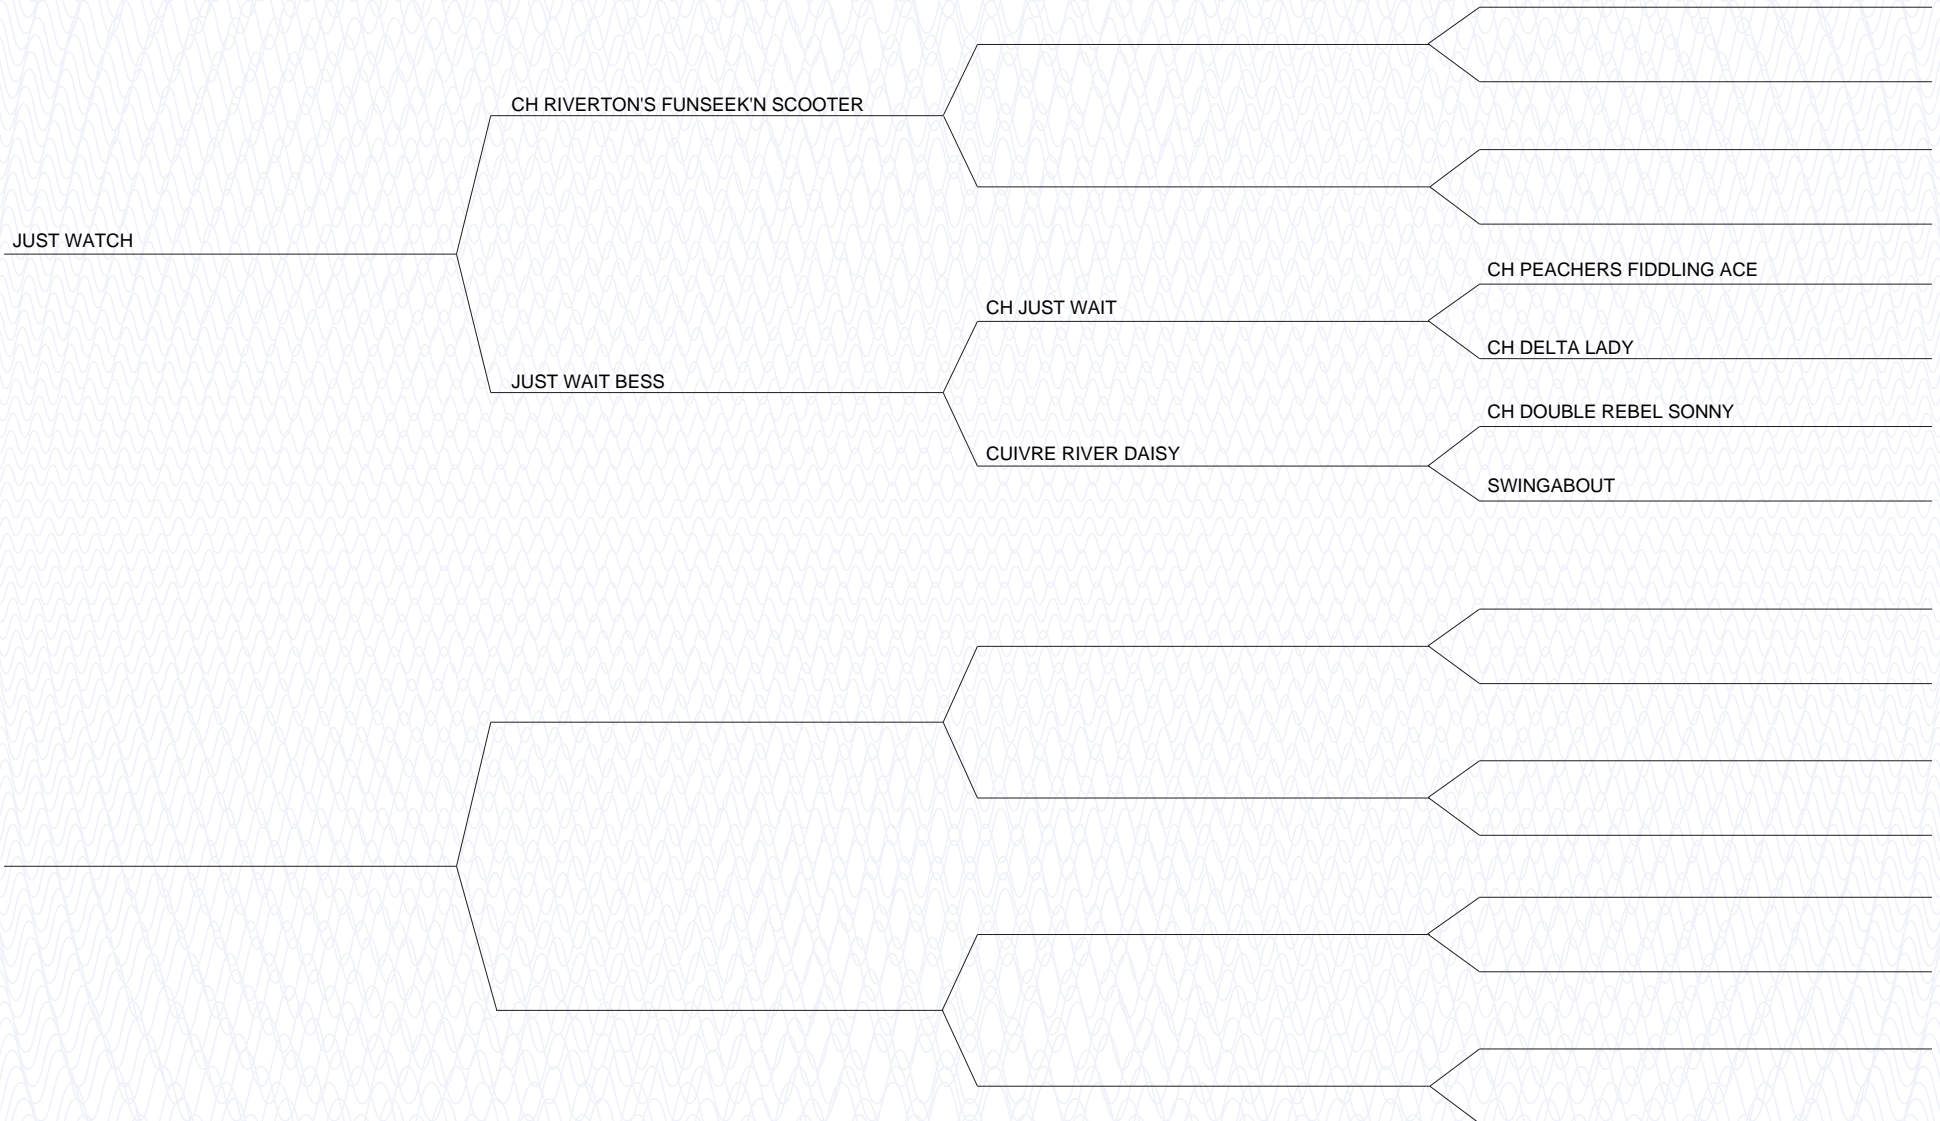 CH RIVERTON'S FUNSEEK'N SCOOTER
JUST WATCH
CH PEACHERS FIDDLING ACE
CH JUST WAIT
CH DELTA LADY
JUST WAIT BESS
CH DOUBLE REBEL SONNY
CUIVRE RIVER DAISY
SWINGABOUT